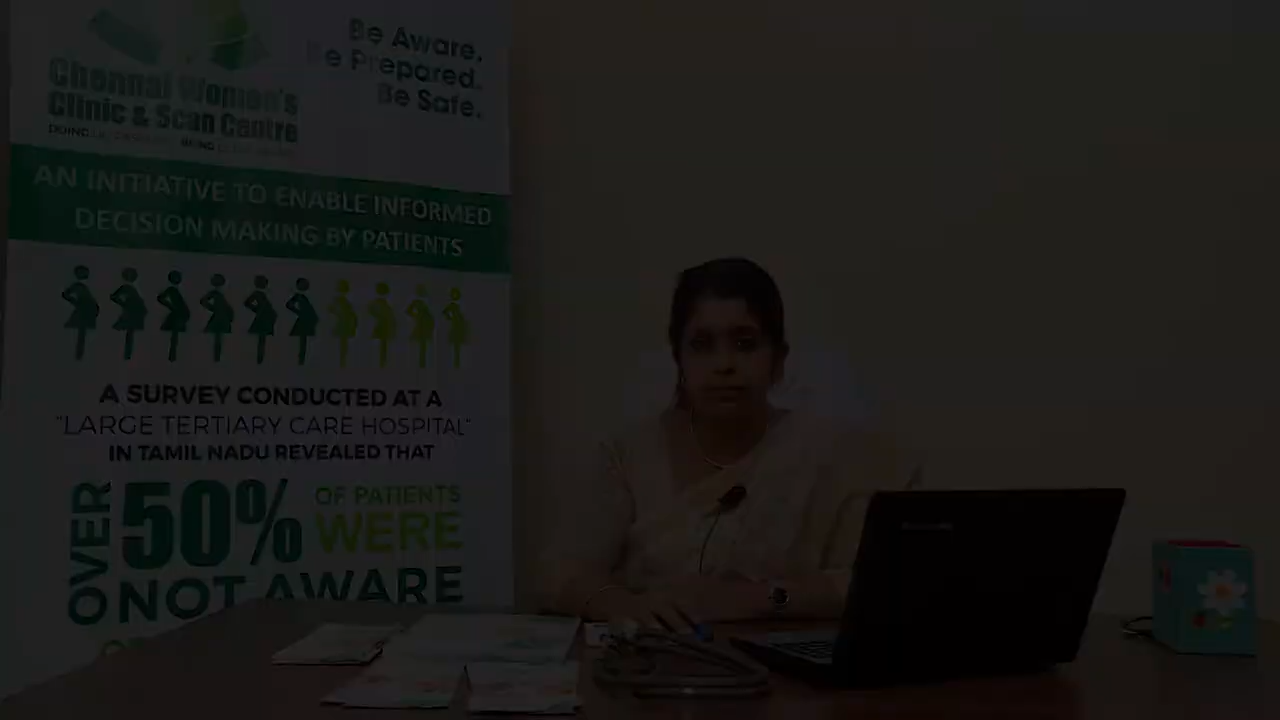 Chennai Women's
Clinic & Scan Centre
Be Aware.
Be Prepared.
Be Safe.
AN INITIATIVE TO ENABLE INFORMED
DECISION MAKING BY PATIENTS
A SURVEY CONDUCTED AT A
"LARGE TERTIARY CARE HOSPITAL"
IN TAMIL NADU REVEALED THAT
OVER 50% OF PATIENTS
WERE
NOT AWARE